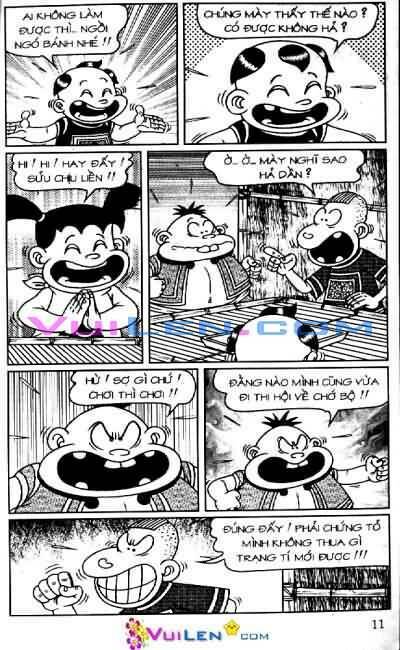 AI KHÔNG LÀM
ĐƯỢC THÌ.. NGỒI
NGÓ BÁNH NHÉ !!
CHÚNG MÀY THẤY THẾ NÀO ?
CÓ ĐƯỢC KHÔNG HẢ ?
HI ! HI ! HAY ĐẤY !
SỬU CHỊU LIỀN !
Ơ.. Ơ.. MÀY NGHĨ SAO
HẢ DẦN ?
VUILEN.COM
HỪ ! SỢ GÌ CHỨ !
CHƠI THÌ CHƠI !!
ĐẰNG NÀO MÌNH CŨNG VỪA
ĐI THI HỘI VỀ CHỚ BỘ !!
ĐÚNG ĐẤY ! PHẢI CHỨNG TỎ
MÌNH KHÔNG THUA GÌ
TRẠNG TÍ MỚI ĐƯỢC !!!
11
VUILEN.COM